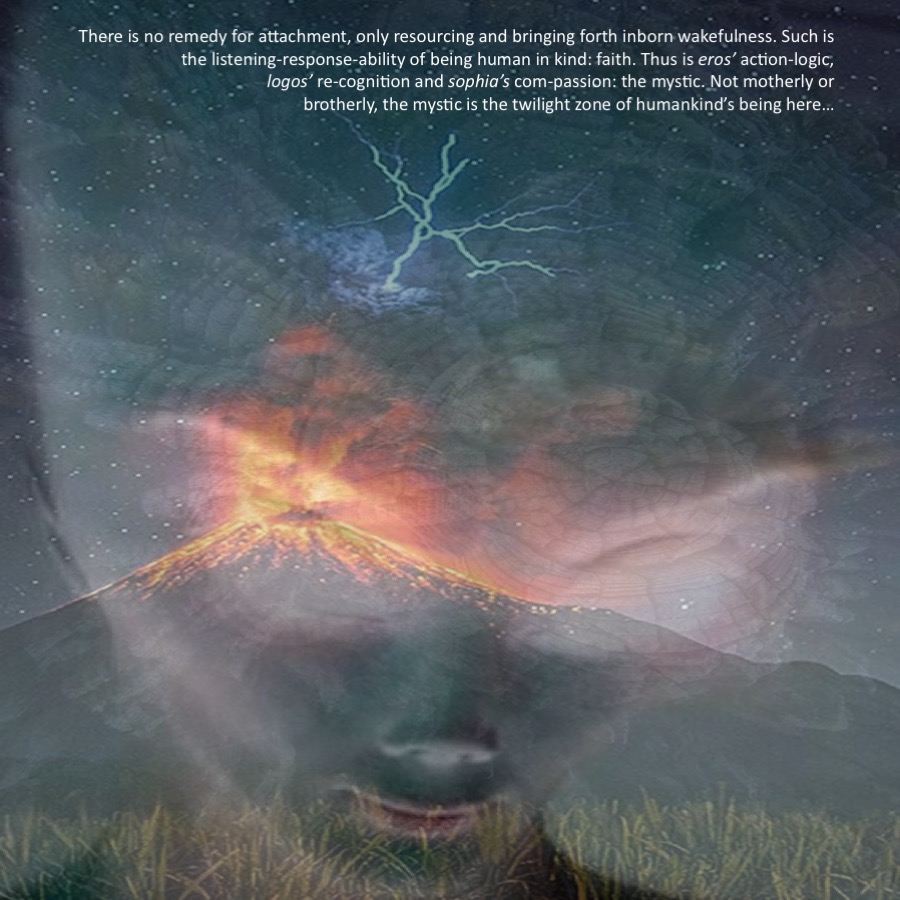 There is no remedy for attachment, only resourcing and bringing forth inborn wakefulness. Such is
the listening-response-ability of being human in kind: faith. Thus is eros’ action-logic,
logos’ re-cognition and sophia’s com-passion: the mystic. Not motherly or
brotherly, the mystic is the twilight zone of humankind’s being here...